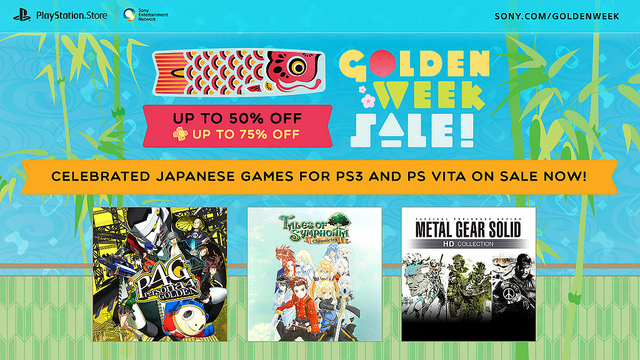 PlayStation.Store
Sony
Entertainment
Network
SONY.COM/GOLDENWEEK
GOLDEN
WEEK
SALE!
UP TO 50% OFF
UP TO 75% OFF
CELEBRATED JAPANESE GAMES FOR PS3 AND PS VITA ON SALE NOW!
P4G
Persona4
GOLDEN
TALES OF
SYMPHONIA
CHRONICLES
METAL GEAR SOLID
HD COLLECTION